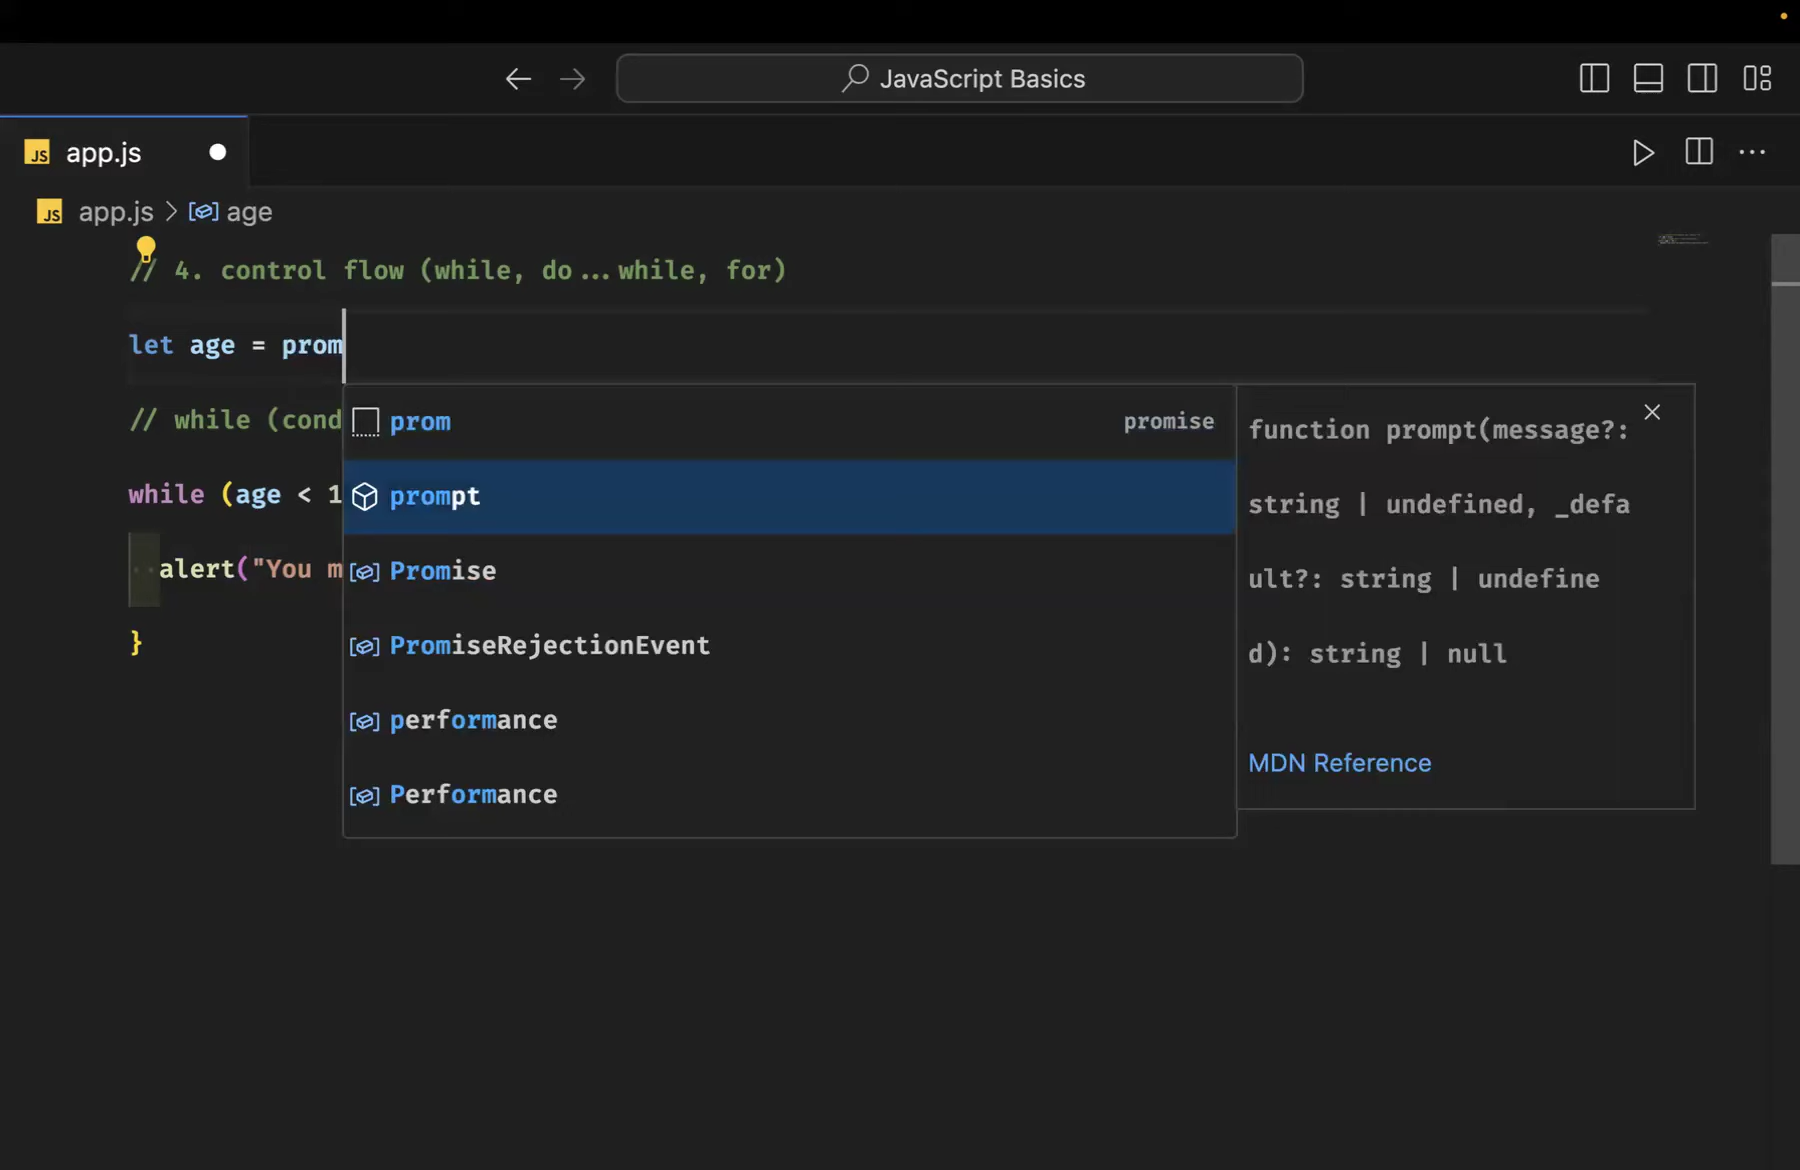 JavaScript Basics
JS app.js
JS app.js > age
// 4. control flow (while, do...while, for)
let age = prom
// while (cond
while (age < 1
alert("You m
}
prom promise
prompt
Promise
PromiseRejectionEvent
performance
Performance
function prompt(message?:
string | undefined, _defa
ult?: string | undefine
d): string | null
MDN Reference